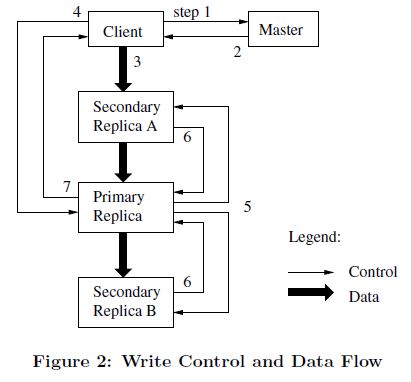 4
step 1
Client
Master
2
3
Secondary
Replica A
6
7
Primary
Replica
5
Legend:
Control
Data
6
Secondary
Replica B
Figure 2: Write Control and Data Flow